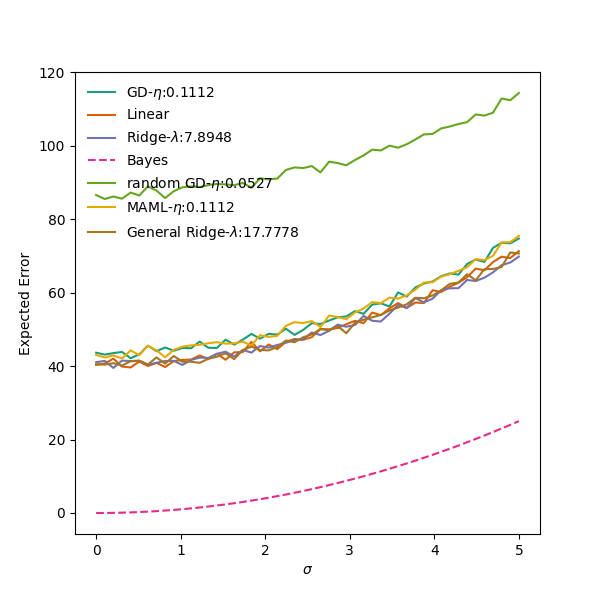 120
100
80
60
40
20
0
Expected Error
GD-η:0.1112
Linear
Ridge-λ:7.8948
Bayes
random GD-η:0.0527
MAML-η:0.1112
General Ridge-λ:17.7778
0 1 2 3 4 5
σ